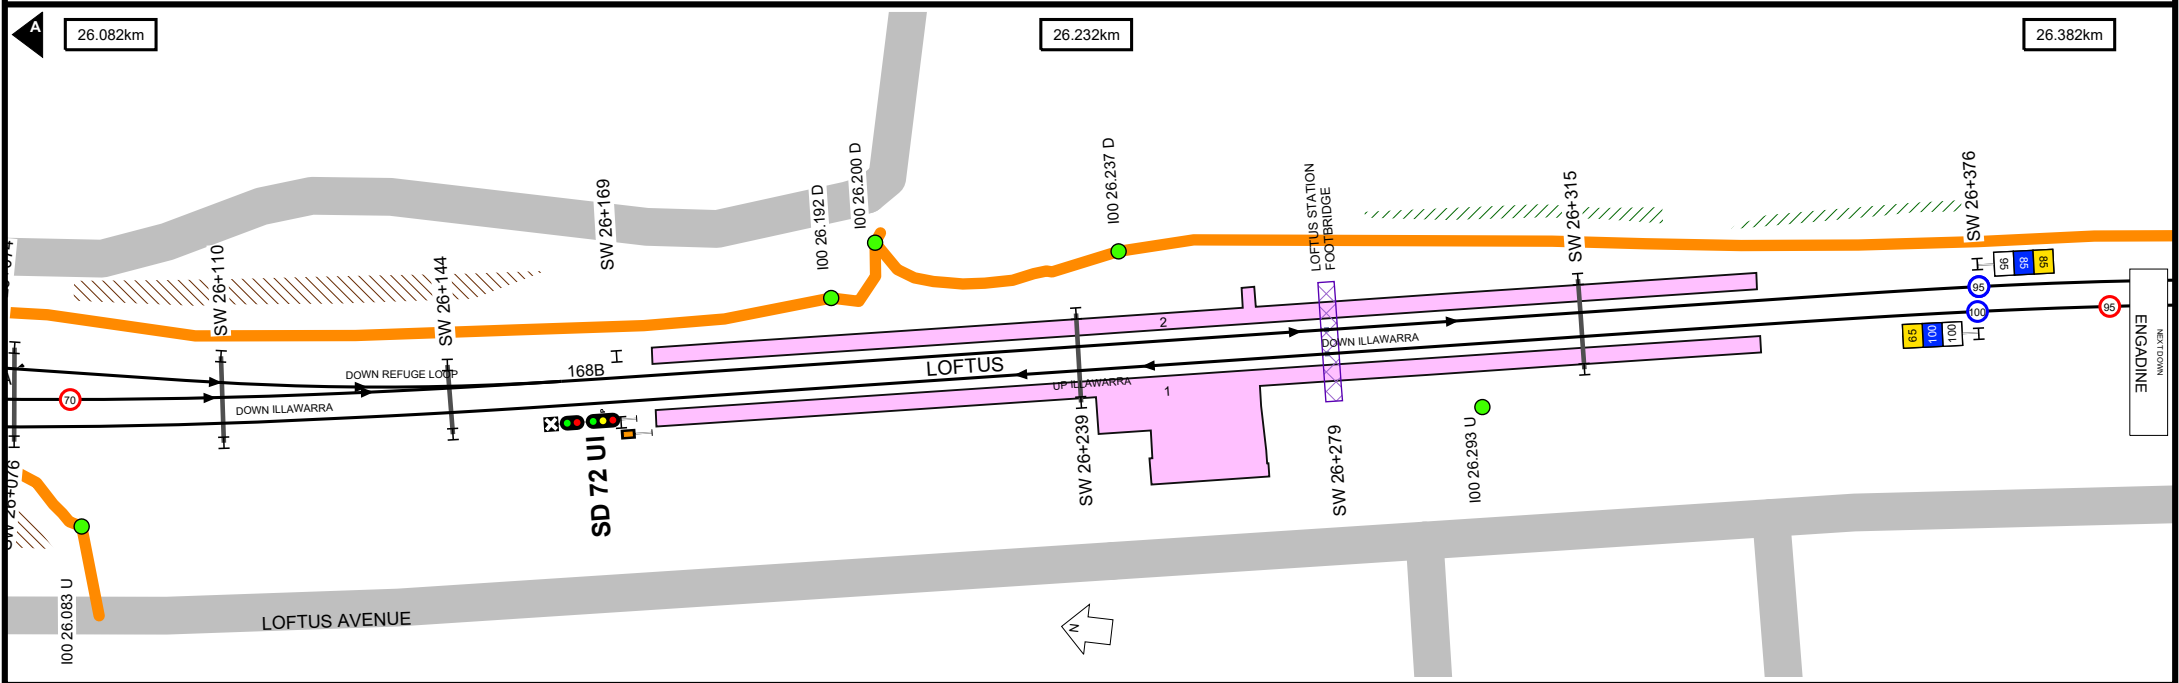 A
26.082km
26.232km
26.382km
SW 26+110
SW 26+144
SW 26+169
I00 26.192 D
I00 26.200 D
I00 26.237 D
LOFTUS STATION
FOOTBRIDGE
SW 26+315
SW 26+376
95 85 85
95
100
95
65 100 100
ENGADINE
NEXT DOWN
2
DOWN ILLAWARRA
LOFTUS
168B
DOWN REFUGE LOOP
70
DOWN ILLAWARRA
UP ILLAWARRA
1
SD 72 UI
SW 26+239
SW 26+279
I00 26.293 U
SW 26+076
I00 26.083 U
LOFTUS AVENUE
N